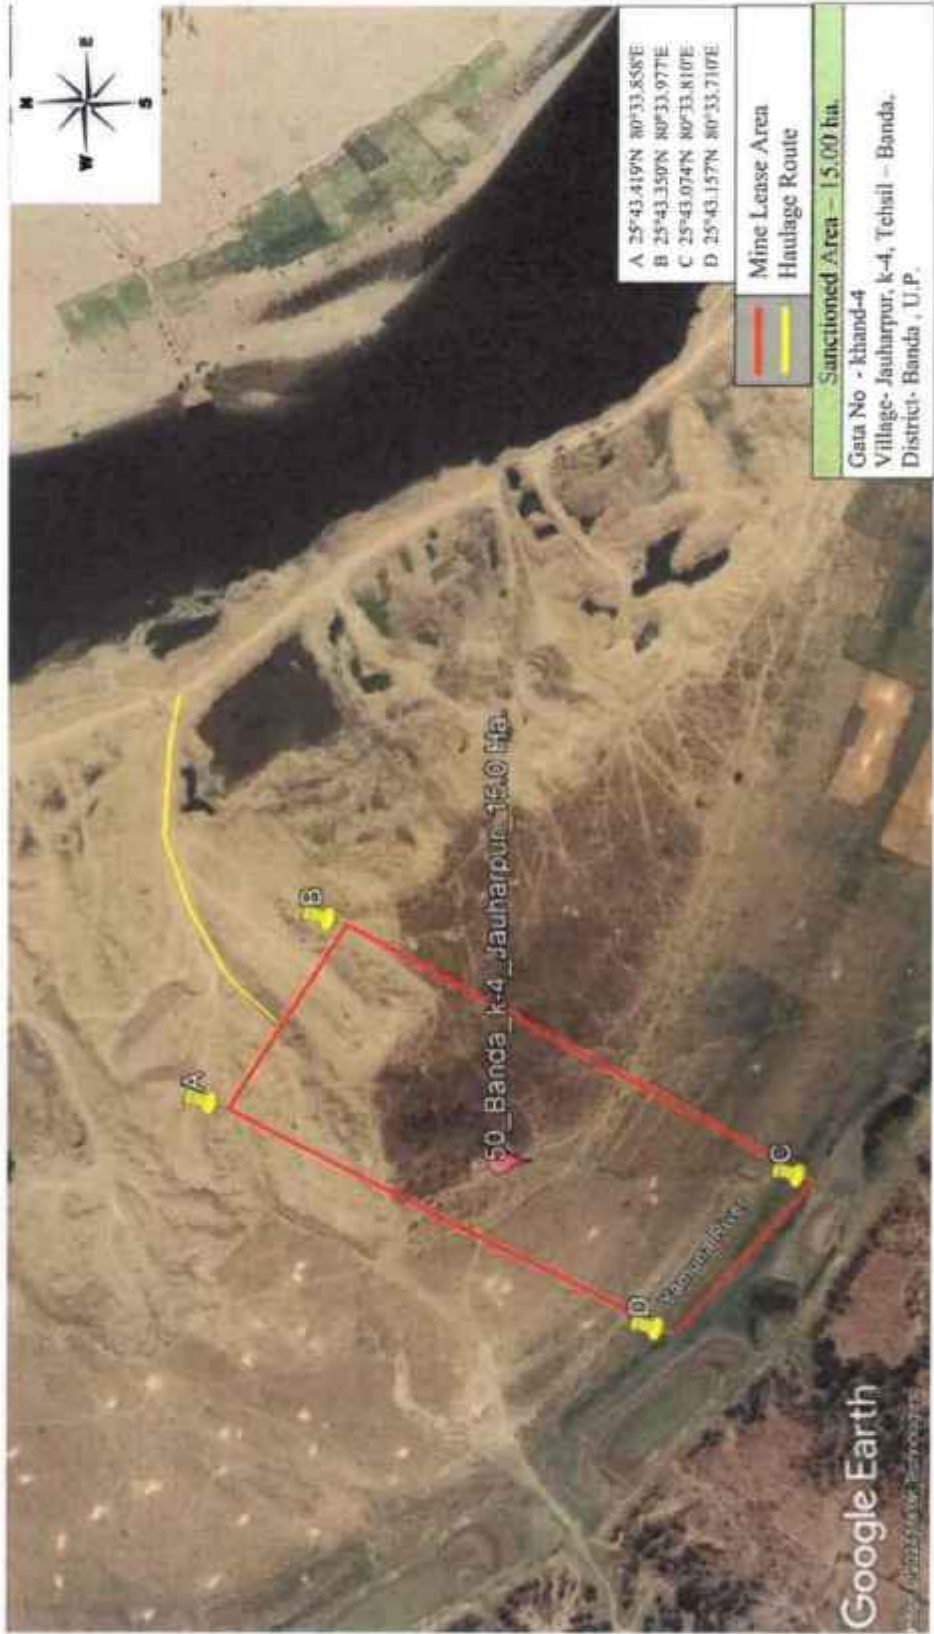 N
E
S
W
A 25°43.419'N 80°33.858'E
B 25°43.350'N 80°33.977'E
C 25°43.074'N 80°33.810'E
D 25°43.157'N 80°33.710'E
Mine Lease Area
Haulage Route
Sanctioned Area – 15.00 ha.
Gata No - khand-4
Village- Jauharpur, k-4, Tehsil – Banda,
District- Banda , U.P.
A
B
50_Banda_k-4_Jauharpur_15.0 Ha.
C
D
Google Earth